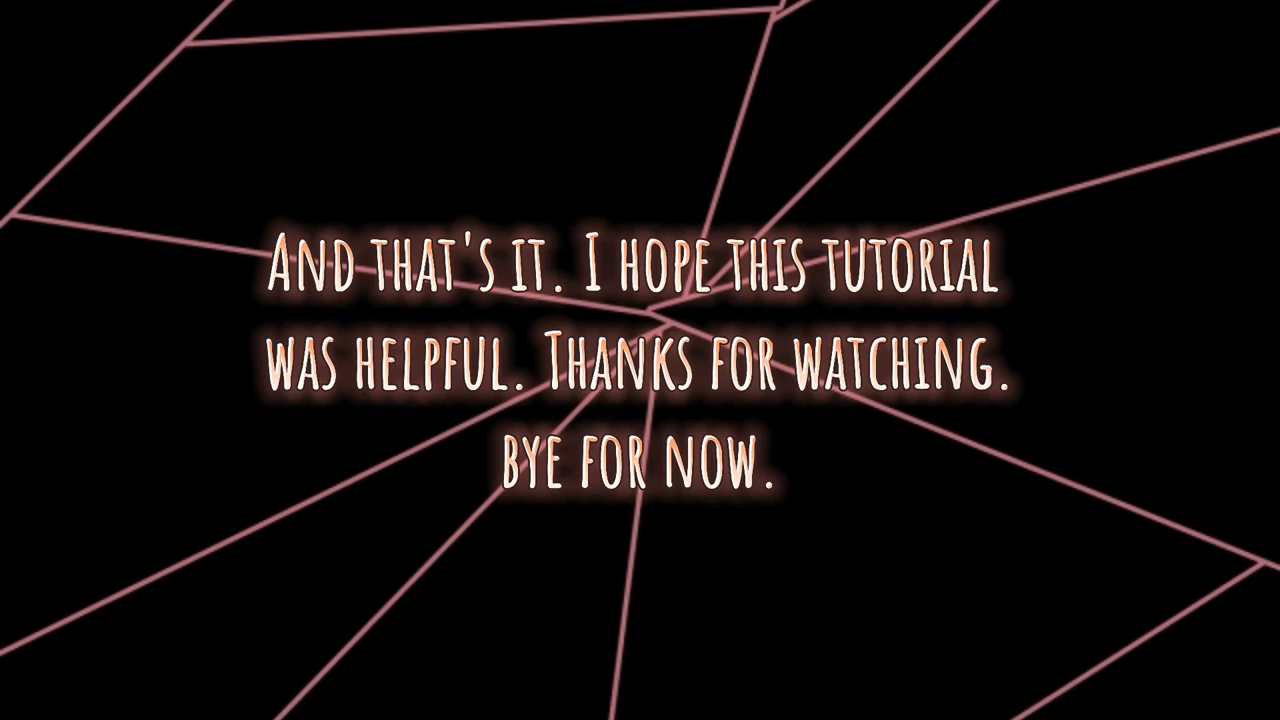 And that's it. I hope this tutorial
was helpful. Thanks for watching.
bye for now.